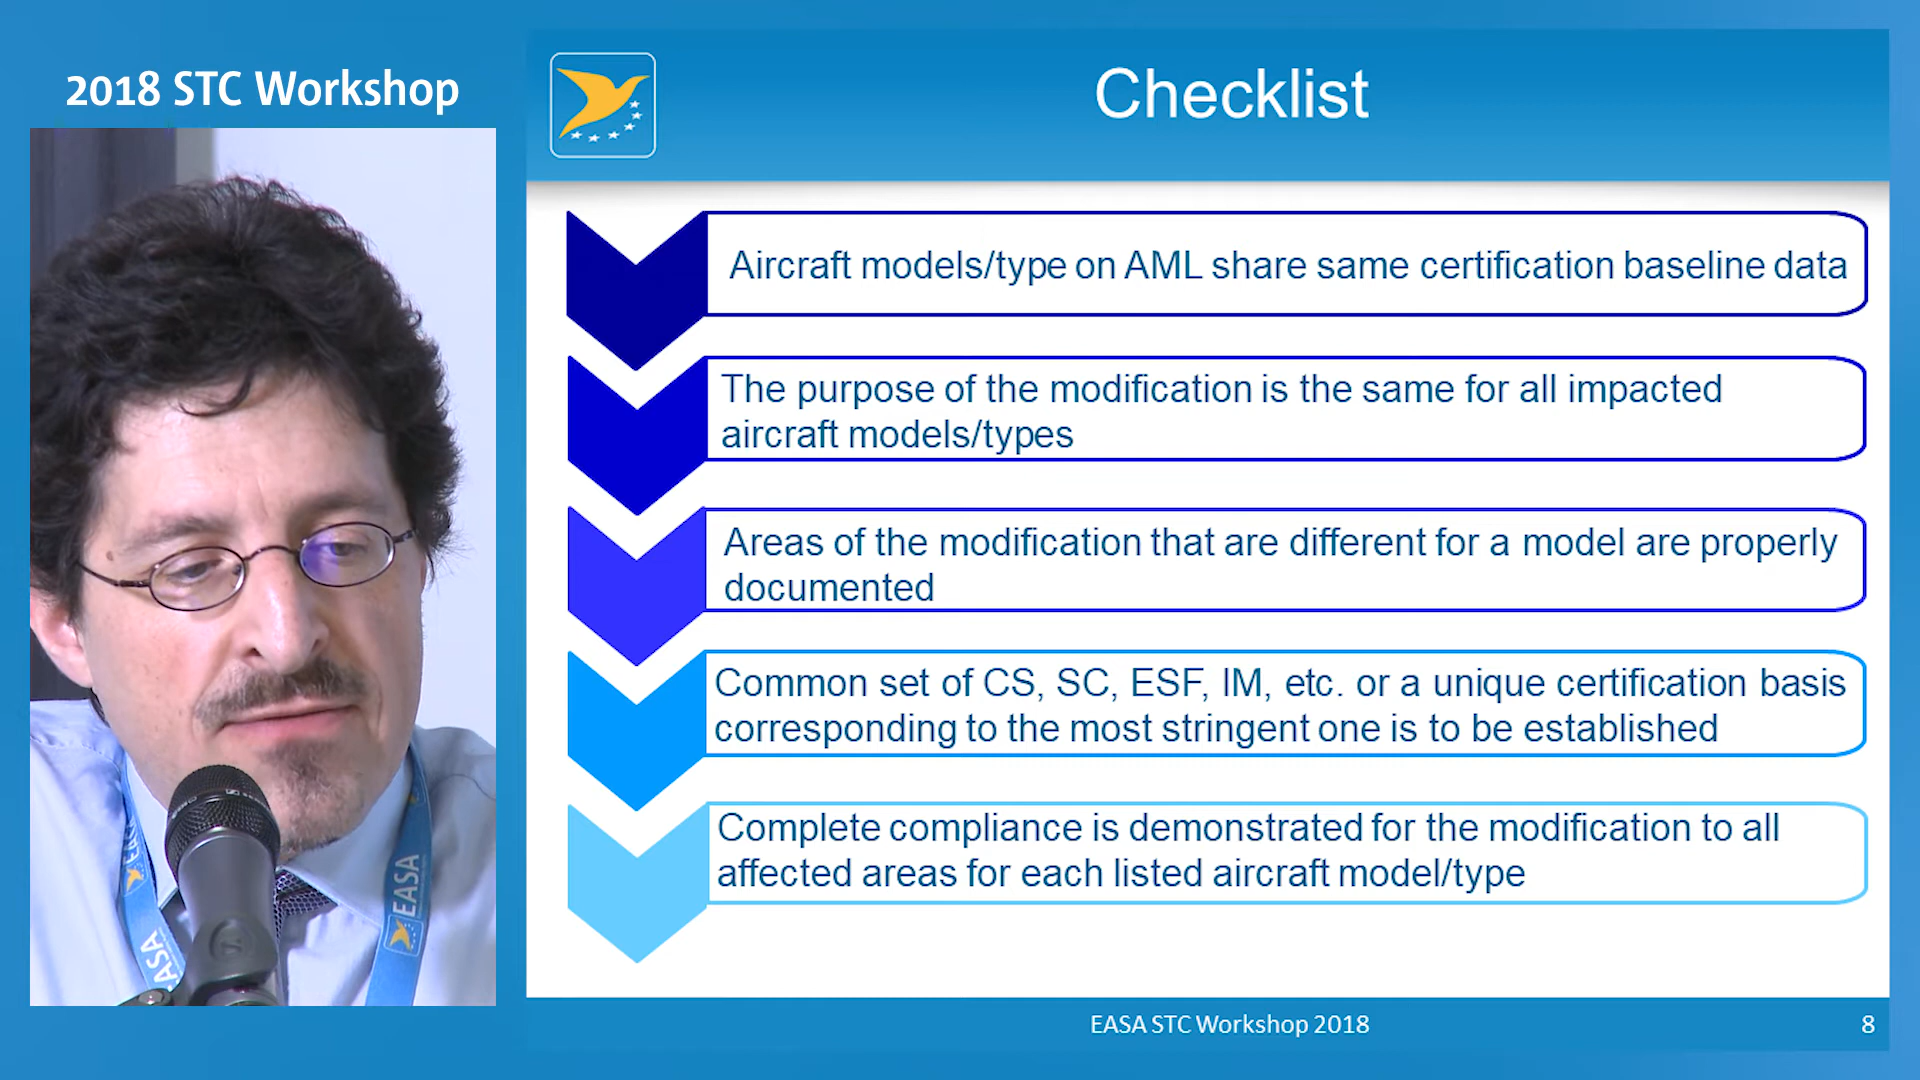 2018 STC Workshop
Checklist
Aircraft models/type on AML share same certification baseline data
The purpose of the modification is the same for all impacted
aircraft models/types
Areas of the modification that are different for a model are properly
documented
Common set of CS, SC, ESF, IM, etc. or a unique certification basis
corresponding to the most stringent one is to be established
Complete compliance is demonstrated for the modification to all
affected areas for each listed aircraft model/type
EASA
EASA
EASA STC Workshop 2018
8